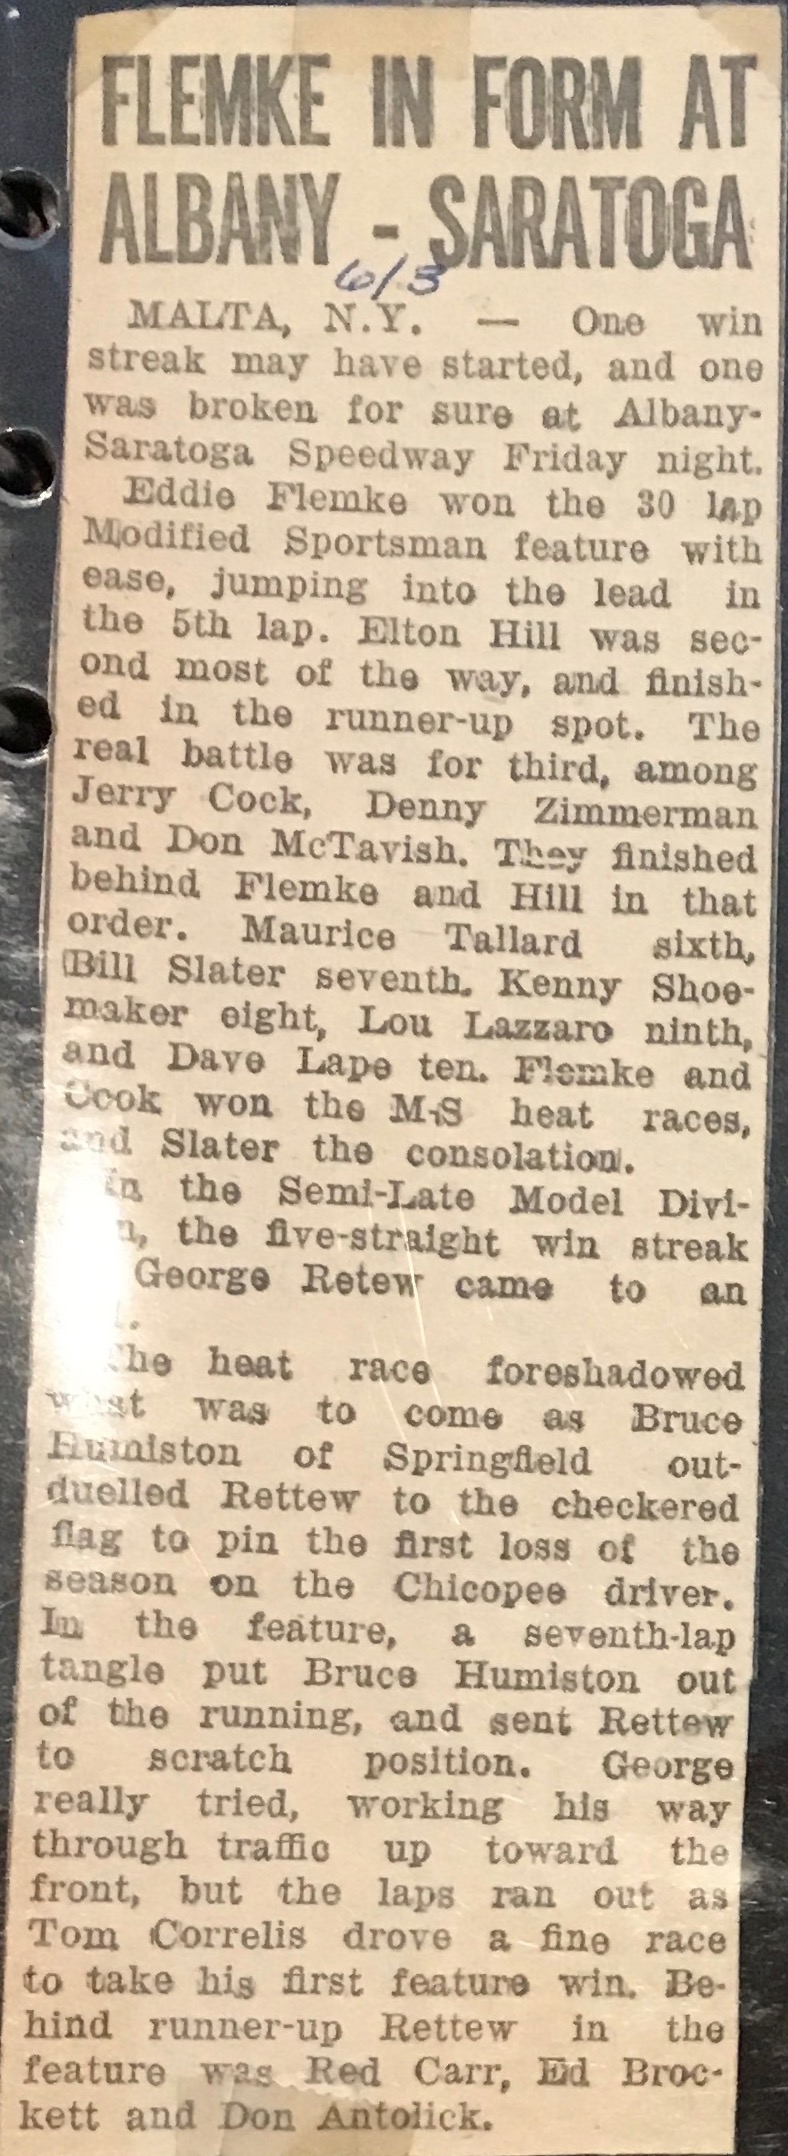 FLEMKE IN FORM AT
ALBANY - SARATOGA
6/3
MALTA, N.Y. — One win
streak may have started, and one
was broken for sure at Albany-
Saratoga Speedway Friday night.
Eddie Flemke won the 30 lap
Modified Sportsman feature with
ease, jumping into the lead in
the 5th lap. Elton Hill was sec-
ond most of the way, and finish-
ed in the runner-up spot. The
real battle was for third, among
Jerry Cock, Denny Zimmerman
and Don McTavish. They finished
behind Flemke and Hill in that
order. Maurice Tallard sixth,
Bill Slater seventh. Kenny Shoe-
maker eight, Lou Lazzaro ninth,
and Dave Lape ten. Flemke and
Cook won the M-S heat races,
and Slater the consolation.
In the Semi-Late Model Divi-
n, the five-straight win streak
George Retew came to an
The heat race foreshadowed
what was to come as Bruce
Humiston of Springfield out-
duelled Rettew to the checkered
flag to pin the first loss of the
season on the Chicopee driver.
In the feature, a seventh-lap
tangle put Bruce Humiston out
of the running, and sent Rettew
to scratch position. George
really tried, working his way
through traffic up toward the
front, but the laps ran out as
Tom Correlis drove a fine race
to take his first feature win. Be-
hind runner-up Rettew in the
feature was Red Carr, Ed Broc-
kett and Don Antolick.